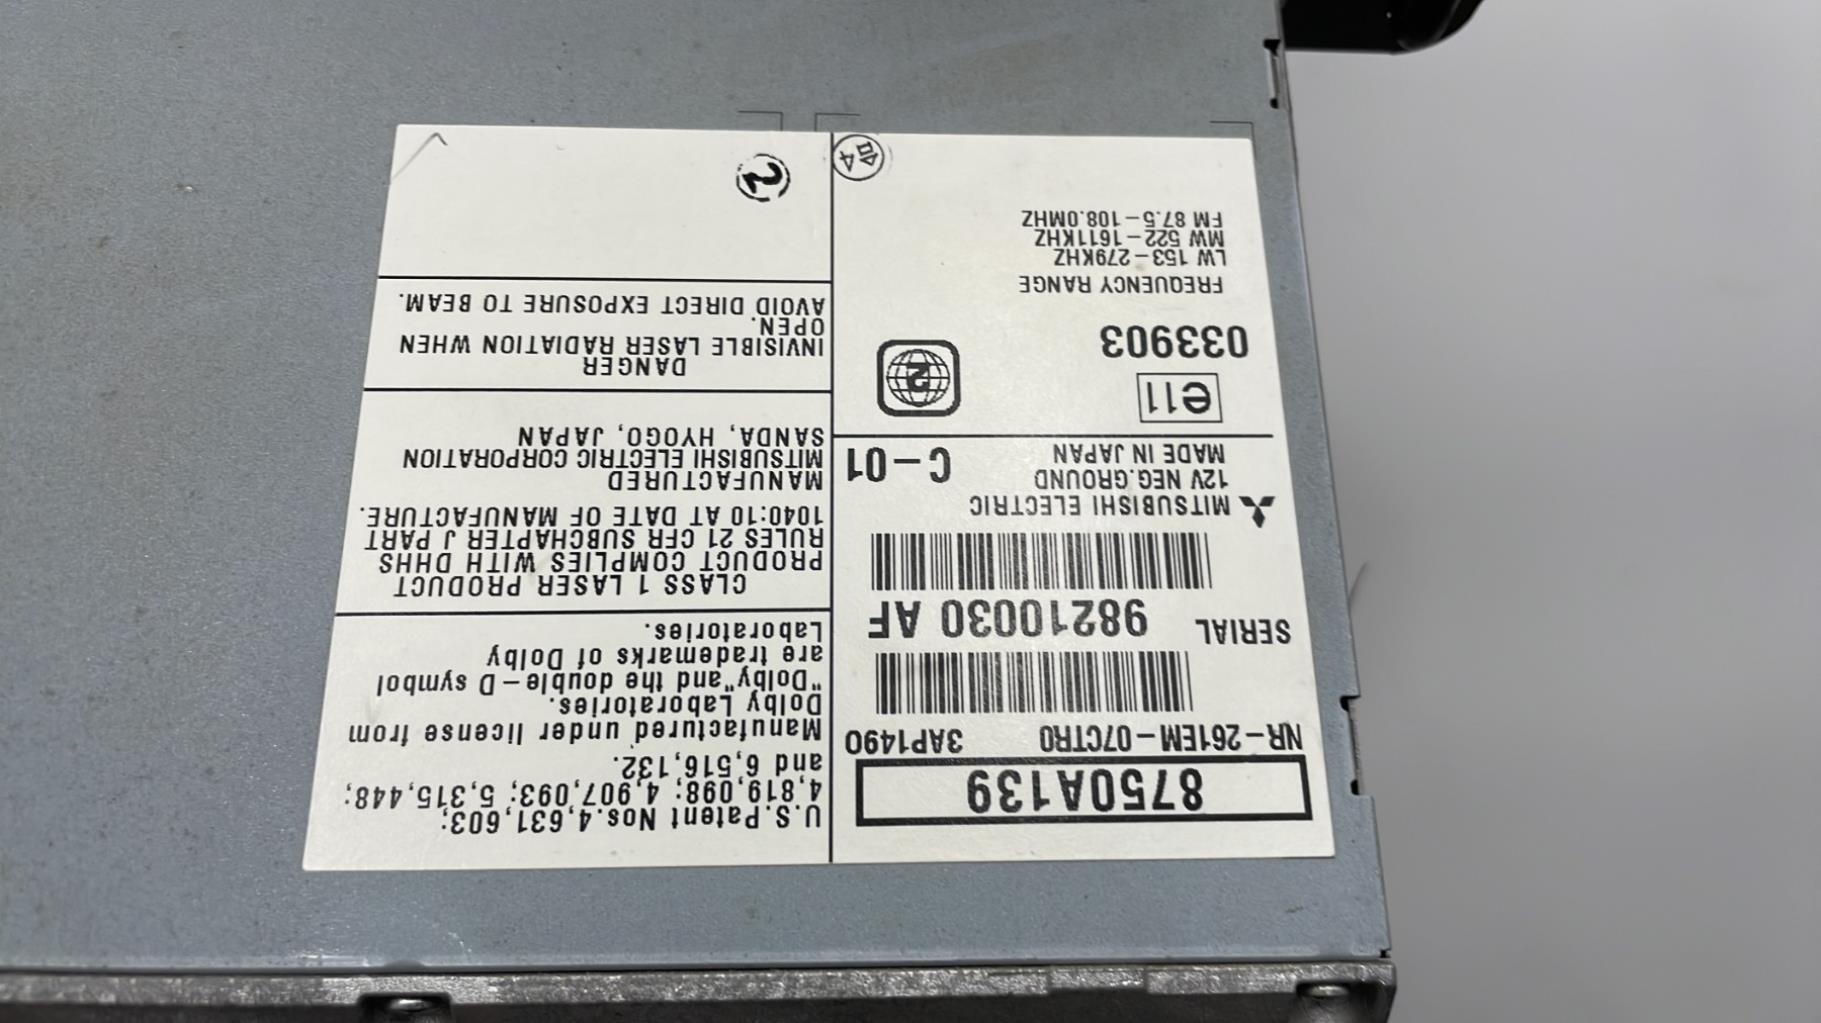 8750A139
NR-261EM-07CTR0 3AP1490
SERIAL 98210030 AF
MITSUBISHI ELECTRIC
12V NEG.GROUND
MADE IN JAPAN
C-01
e11
2
033903
FREQUENCY RANGE
LW 153-279KHZ
MW 522-1611KHZ
FM 87.5-108.0MHZ
U.S.Patent Nos.4,631,603;
4,819,098; 4,907,093; 5,315,448;
and 6,516,132.
Manufactured under license from
Dolby Laboratories.
"Dolby"and the double-D symbol
are trademarks of Dolby
Laboratories.
CLASS 1 LASER PRODUCT
PRODUCT COMPLIES WITH DHHS
RULES 21 CFR SUBCHAPTER J PART
1040:10 AT DATE OF MANUFACTURE.
MANUFACTURED
MITSUBISHI ELECTRIC CORPORATION
SANDA, HYOGO, JAPAN
DANGER
INVISIBLE LASER RADIATION WHEN
OPEN.
AVOID DIRECT EXPOSURE TO BEAM.
2